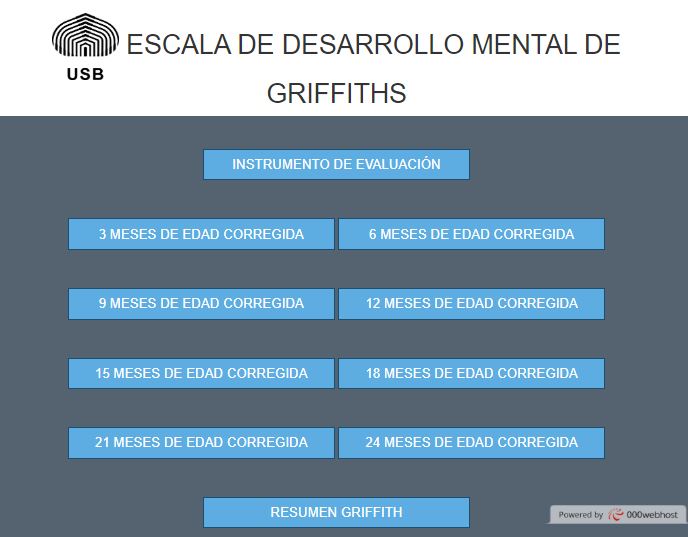 ESCALA DE DESARROLLO MENTAL DE
USB
GRIFFITHS
INSTRUMENTO DE EVALUACIÓN
3 MESES DE EDAD CORREGIDA
6 MESES DE EDAD CORREGIDA
9 MESES DE EDAD CORREGIDA
12 MESES DE EDAD CORREGIDA
15 MESES DE EDAD CORREGIDA
18 MESES DE EDAD CORREGIDA
21 MESES DE EDAD CORREGIDA
24 MESES DE EDAD CORREGIDA
RESUMEN GRIFFITH
Powered by 000webhost